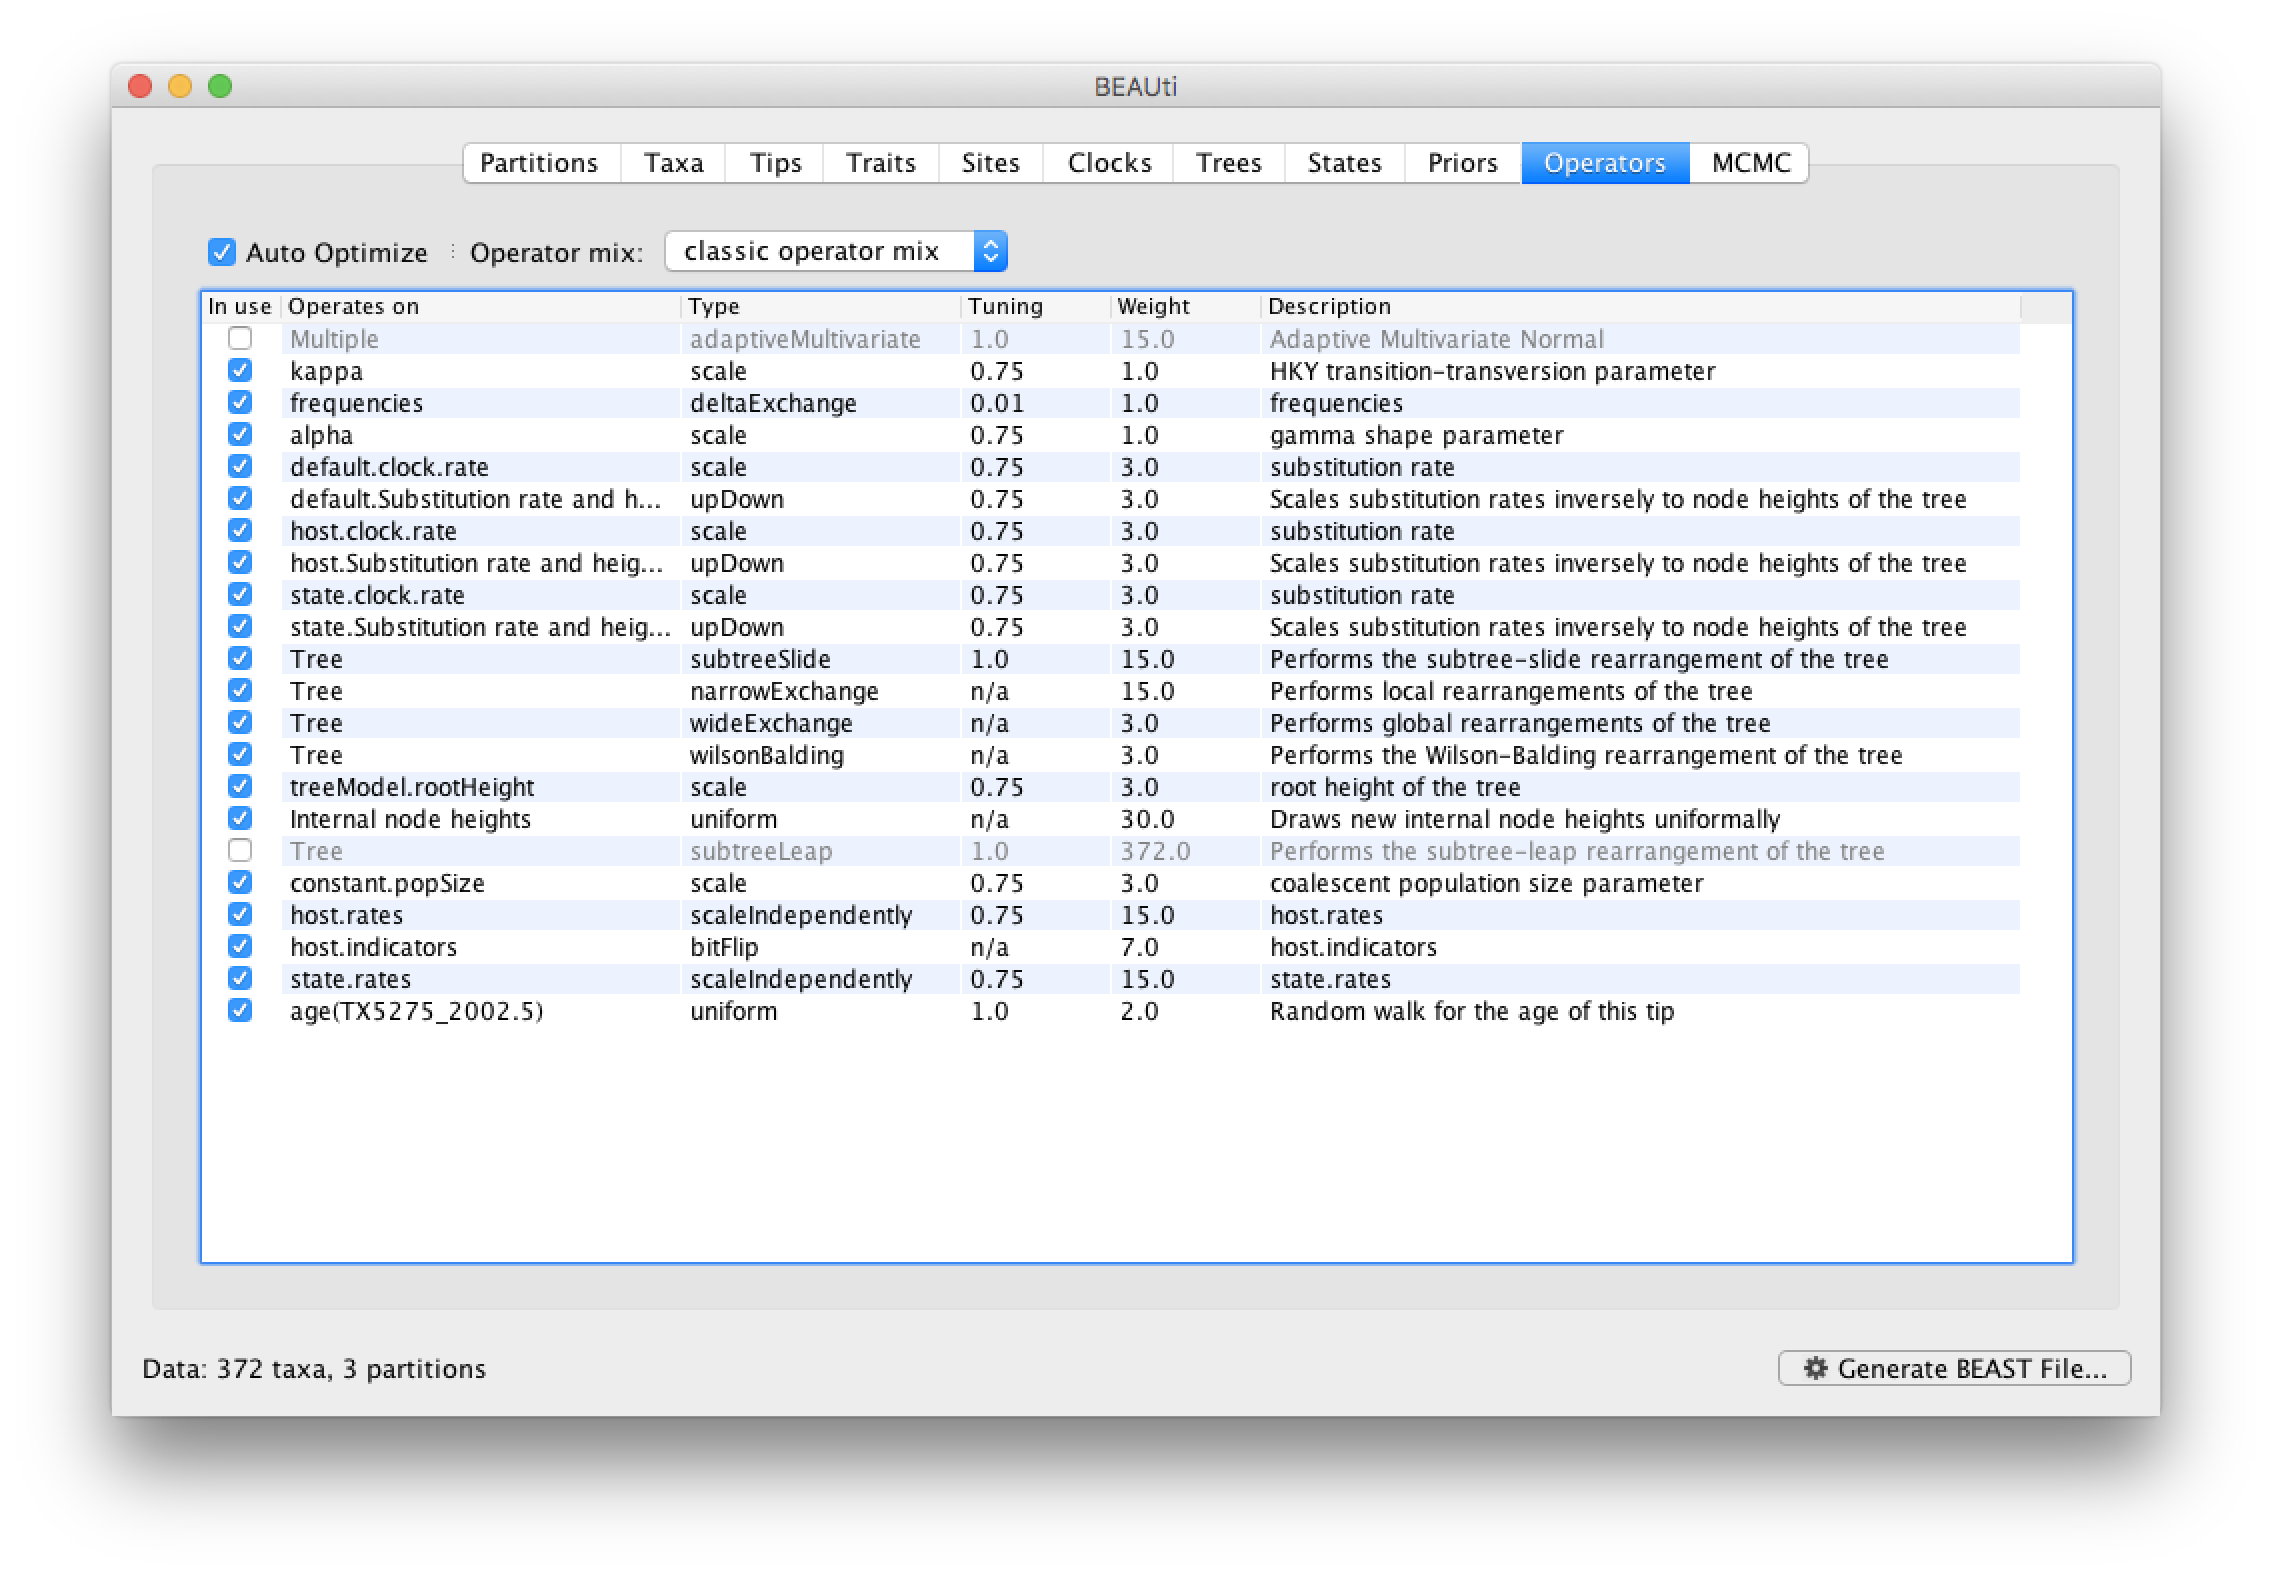 BEAUti
Partitions Taxa Tips Traits Sites Clocks Trees States Priors Operators MCMC
Auto Optimize Operator mix: classic operator mix
In use Operates on Type Tuning Weight Description
Multiple adaptiveMultivariate 1.0 15.0 Adaptive Multivariate Normal
kappa scale 0.75 1.0 HKY transition-transversion parameter
frequencies deltaExchange 0.01 1.0 frequencies
alpha scale 0.75 1.0 gamma shape parameter
default.clock.rate scale 0.75 3.0 substitution rate
default.Substitution rate and h... upDown 0.75 3.0 Scales substitution rates inversely to node heights of the tree
host.clock.rate scale 0.75 3.0 substitution rate
host.Substitution rate and heig... upDown 0.75 3.0 Scales substitution rates inversely to node heights of the tree
state.clock.rate scale 0.75 3.0 substitution rate
state.Substitution rate and heig... upDown 0.75 3.0 Scales substitution rates inversely to node heights of the tree
Tree subtreeSlide 1.0 15.0 Performs the subtree-slide rearrangement of the tree
Tree narrowExchange n/a 15.0 Performs local rearrangements of the tree
Tree wideExchange n/a 3.0 Performs global rearrangements of the tree
Tree wilsonBalding n/a 3.0 Performs the Wilson-Balding rearrangement of the tree
treeModel.rootHeight scale 0.75 3.0 root height of the tree
Internal node heights uniform n/a 30.0 Draws new internal node heights uniformally
Tree subtreeLeap 1.0 372.0 Performs the subtree-leap rearrangement of the tree
constant.popSize scale 0.75 3.0 coalescent population size parameter
host.rates scaleIndependently 0.75 15.0 host.rates
host.indicators bitFlip n/a 7.0 host.indicators
state.rates scaleIndependently 0.75 15.0 state.rates
age(TX5275_2002.5) uniform 1.0 2.0 Random walk for the age of this tip
Data: 372 taxa, 3 partitions Generate BEAST File...